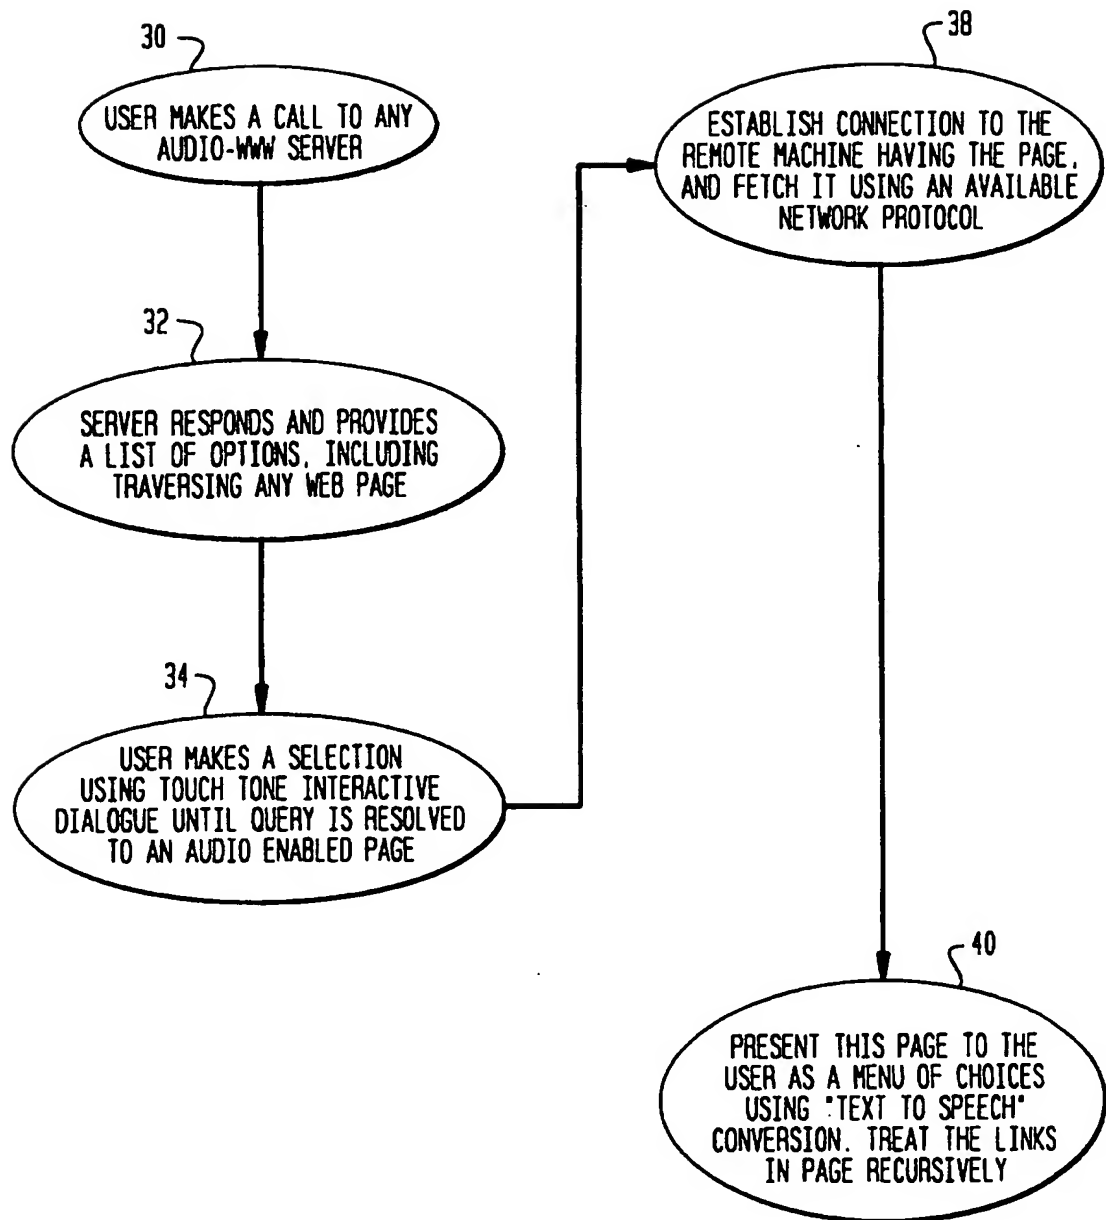 30
USER MAKES A CALL TO ANY
AUDIO-WWW SERVER
32
SERVER RESPONDS AND PROVIDES
A LIST OF OPTIONS, INCLUDING
TRAVERSING ANY WEB PAGE
34
USER MAKES A SELECTION
USING TOUCH TONE INTERACTIVE
DIALOGUE UNTIL QUERY IS RESOLVED
TO AN AUDIO ENABLED PAGE
38
ESTABLISH CONNECTION TO THE
REMOTE MACHINE HAVING THE PAGE,
AND FETCH IT USING AN AVAILABLE
NETWORK PROTOCOL
40
PRESENT THIS PAGE TO THE
USER AS A MENU OF CHOICES
USING "TEXT TO SPEECH"
CONVERSION. TREAT THE LINKS
IN PAGE RECURSIVELY